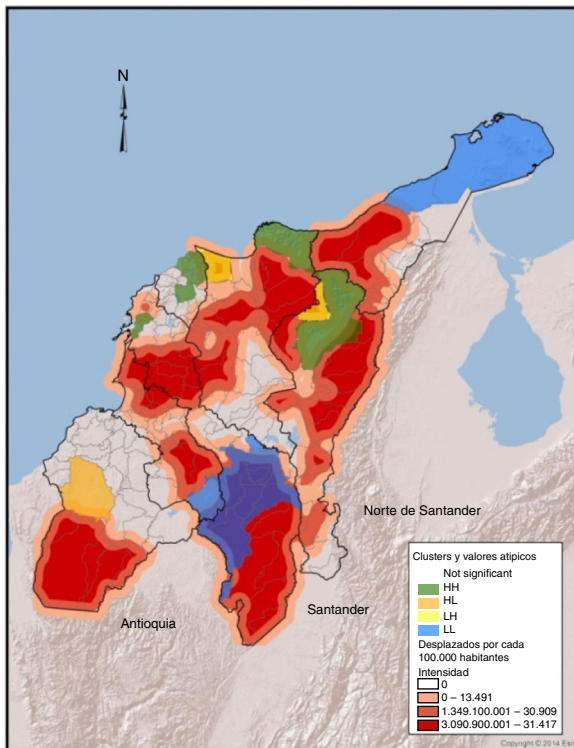 N
Norte de Santander
Santander
Antioquia
Clusters y valores atipicos
Not significant
HH
HL
LH
LL
Desplazados por cada
100.000 habitantes
Intensidad
0
0 – 13.491
1.349.100.001 – 30.909
3.090.900.001 – 31.417
Copyright © 2014 Esri